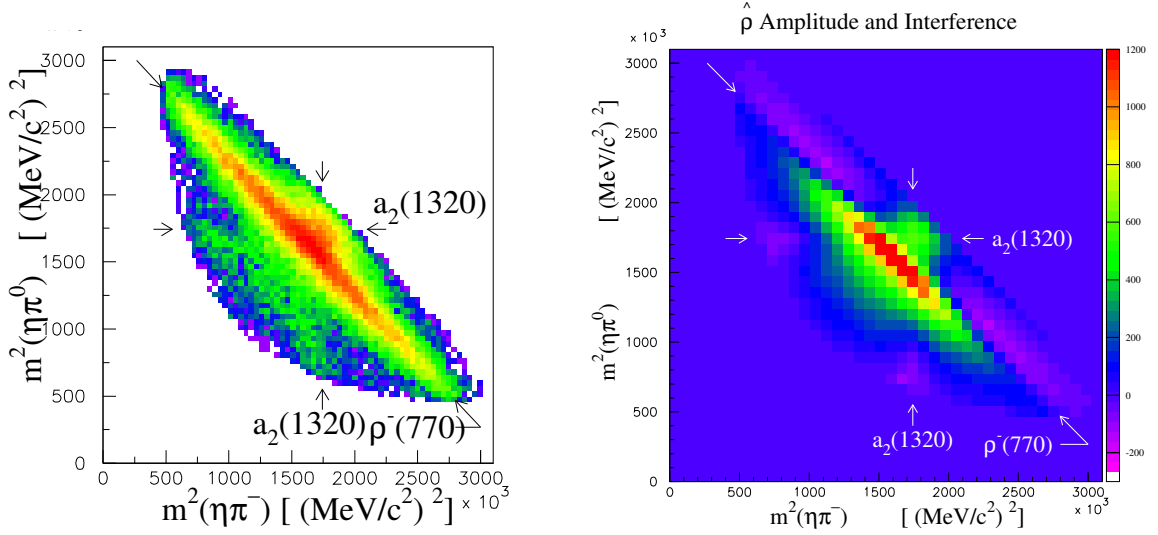 3000
2500
2000
1500
1000
500
0
m²(ηπ⁰) [ (MeV/c²) ²]
a₂(1320)
a₂(1320) ρ⁻(770)
0 500 1000 1500 2000 2500 3000
× 10³
m²(ηπ⁻) [ (MeV/c²) ²]
ρ̂ Amplitude and Interference
× 10³
3000
2500
2000
1500
1000
500
0
m²(ηπ⁰) [ (MeV/c²) ²]
a₂(1320)
a₂(1320)
ρ⁻(770)
0 500 1000 1500 2000 2500 3000
× 10³
m²(ηπ⁻) [ (MeV/c²) ²]
1200
1000
800
600
400
200
0
-200